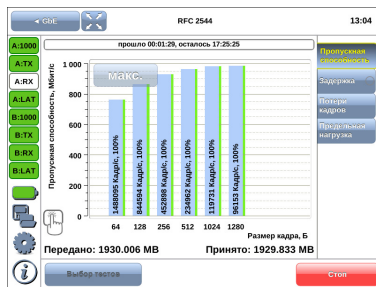 GbE
RFC 2544
13:04
A:1000
A:TX
A:RX
A:LAT
B:1000
B:TX
B:RX
B:LAT
прошло 00:01:29, осталось 17:25:25
Пропускная способность, Мбит/с
1 000
800
600
400
200
0
макс.
1488095 Кадр/с, 100%
844594 Кадр/с, 100%
452898 Кадр/с, 100%
234962 Кадр/с, 100%
119731 Кадр/с, 100%
96153 Кадр/с, 100%
64 128 256 512 1024 1280
Размер кадра, Б
Передано: 1930.006 МВ
Принято: 1929.833 МВ
Пропускная
способность
Задержка
Потери
кадров
Предельная
нагрузка
Выбор тестов
Стоп